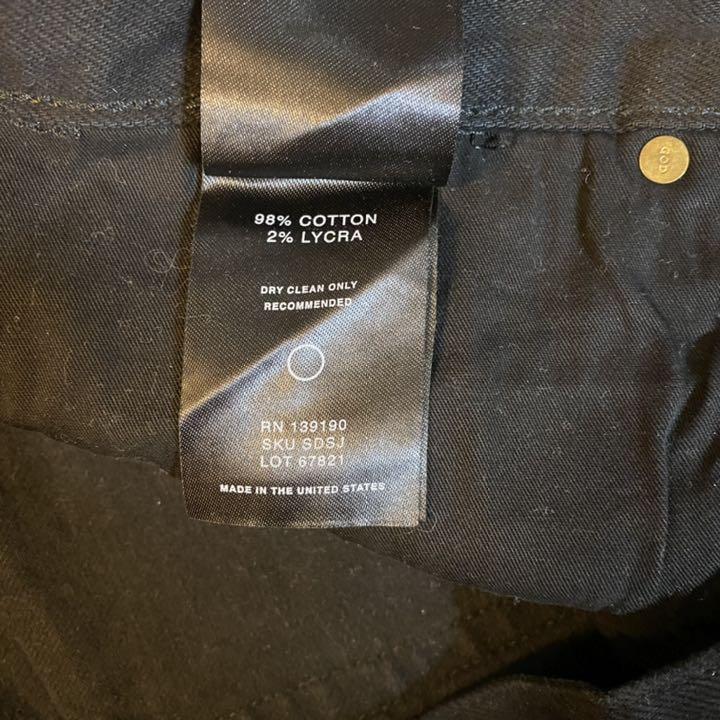 98% COTTON
2% LYCRA
DRY CLEAN ONLY
RECOMMENDED
RN 139190
SKU SDSJ
LOT 67821
MADE IN THE UNITED STATES
GOD